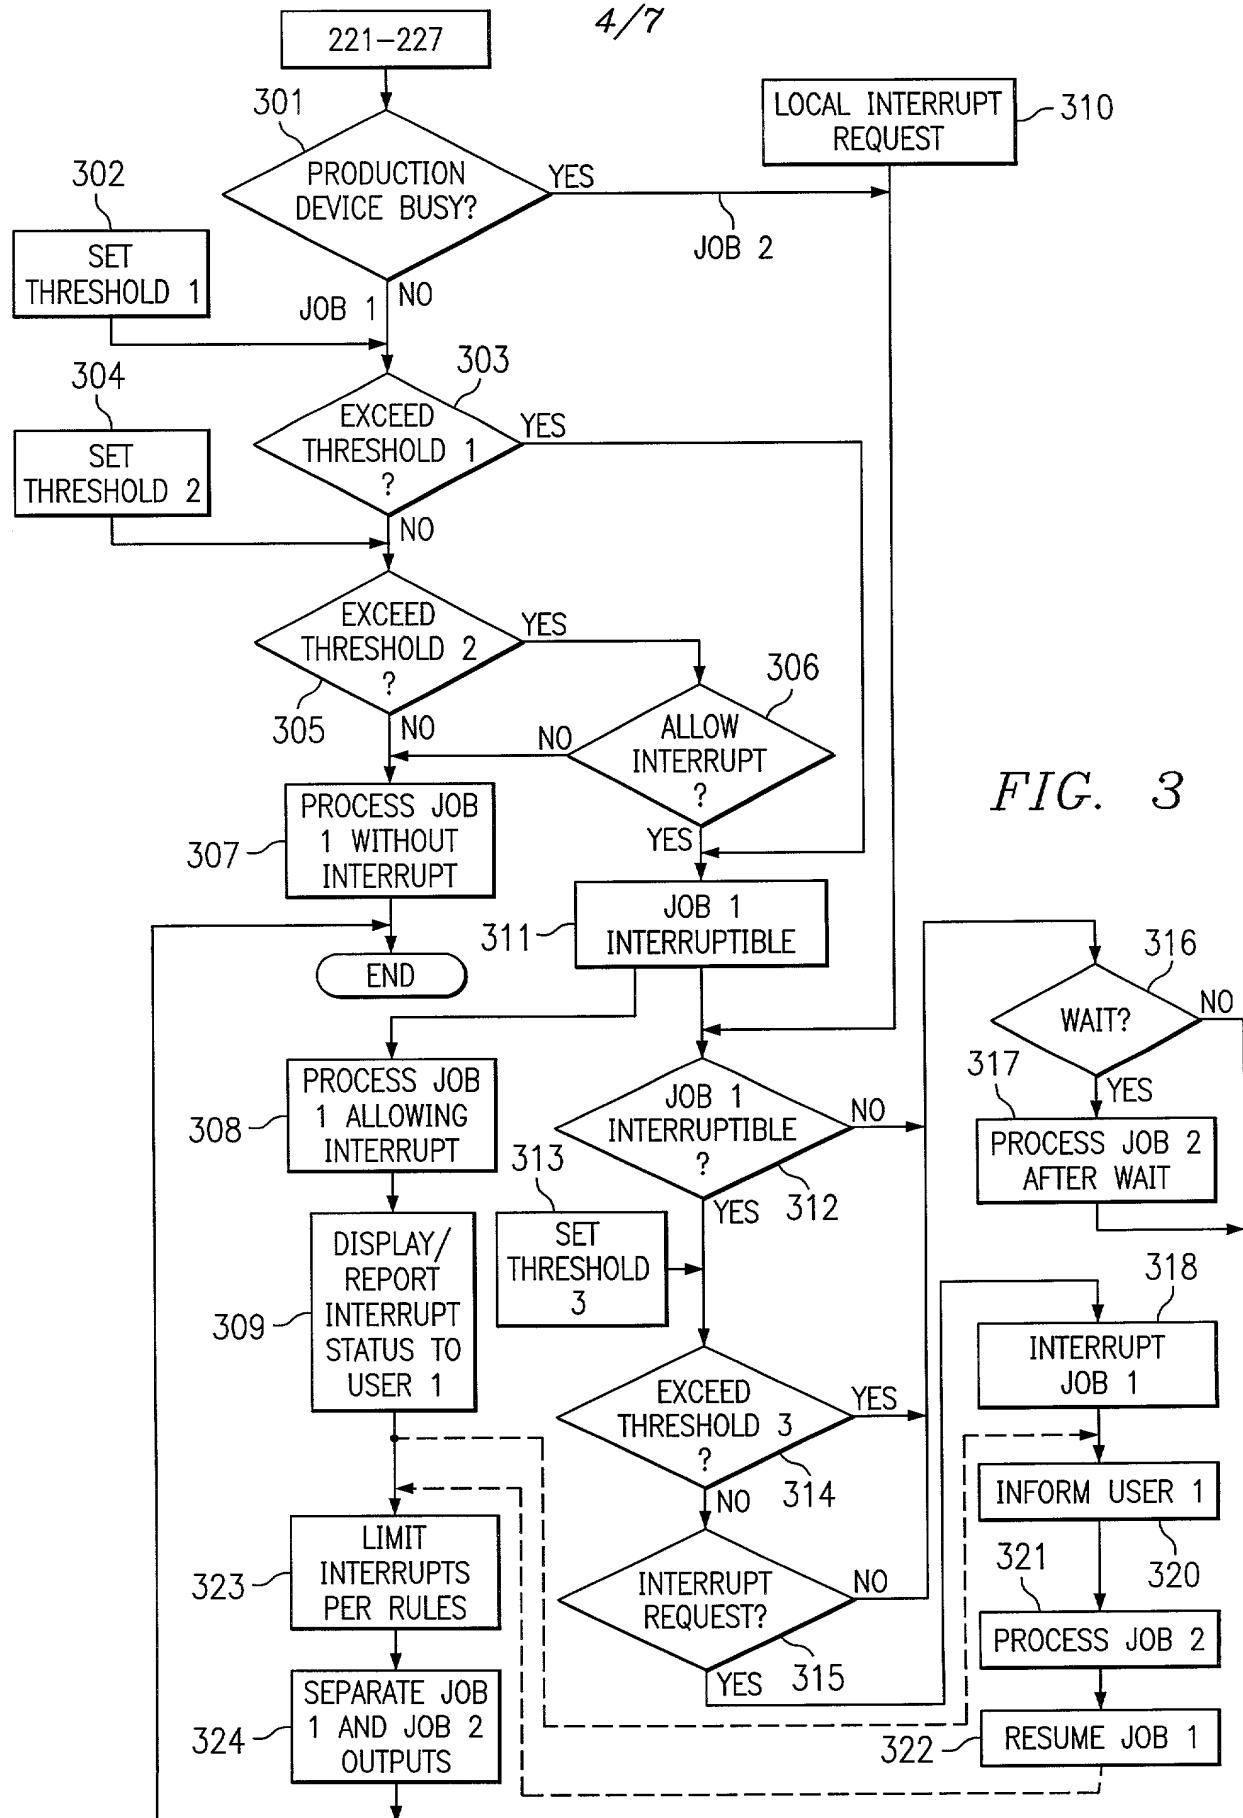 4/7
221-227
301
PRODUCTION
DEVICE BUSY?
YES
JOB 2
LOCAL INTERRUPT
REQUEST
310
302
SET
THRESHOLD 1
JOB 1
NO
303
EXCEED
THRESHOLD 1
?
YES
NO
304
SET
THRESHOLD 2
EXCEED
THRESHOLD 2
?
YES
305
NO
306
ALLOW
INTERRUPT
?
NO
YES
FIG. 3
PROCESS JOB
1 WITHOUT
INTERRUPT
307
END
JOB 1
INTERRUPTIBLE
311
316
WAIT?
NO
YES
317
PROCESS JOB 2
AFTER WAIT
PROCESS JOB
1 ALLOWING
INTERRUPT
308
JOB 1
INTERRUPTIBLE
?
NO
312
YES
313
SET
THRESHOLD
3
DISPLAY/
REPORT
INTERRUPT
STATUS TO
USER 1
309
318
INTERRUPT
JOB 1
EXCEED
THRESHOLD 3
?
YES
314
NO
INFORM USER 1
320
LIMIT
INTERRUPTS
PER RULES
323
INTERRUPT
REQUEST?
NO
315
YES
321
PROCESS JOB 2
SEPARATE JOB
1 AND JOB 2
OUTPUTS
324
322
RESUME JOB 1